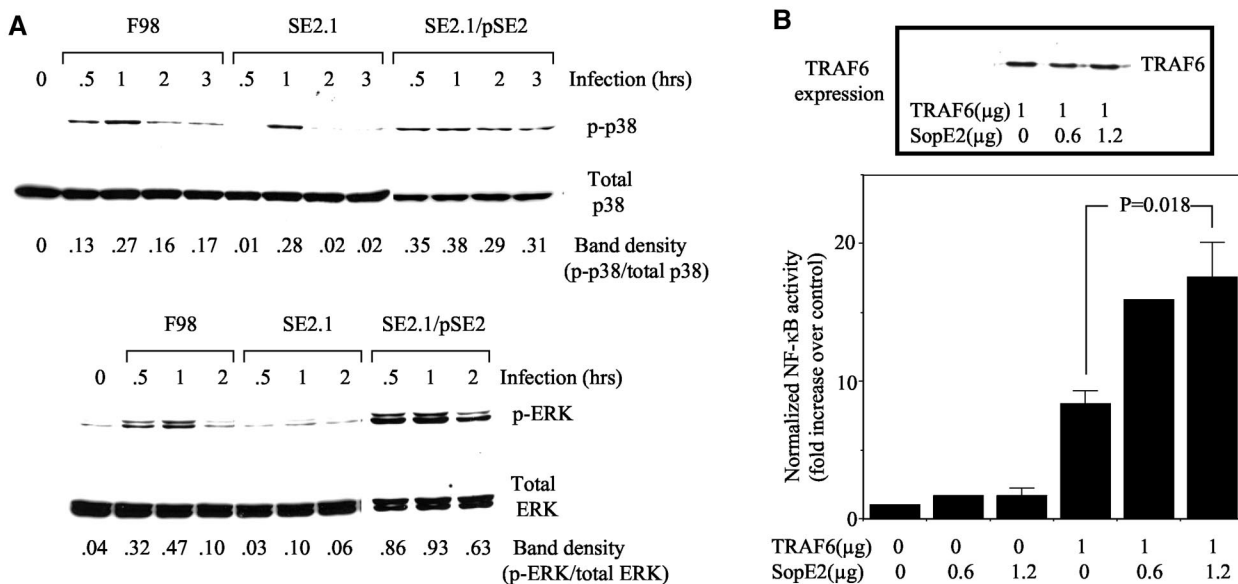 A
F98 SE2.1 SE2.1/pSE2
0 .5 1 2 3 .5 1 2 3 .5 1 2 3 Infection (hrs)
p-p38
Total
p38
0 .13 .27 .16 .17 .01 .28 .02 .02 .35 .38 .29 .31 Band density
(p-p38/total p38)
F98 SE2.1 SE2.1/pSE2
0 .5 1 2 .5 1 2 .5 1 2 Infection (hrs)
p-ERK
Total
ERK
.04 .32 .47 .10 .03 .10 .06 .86 .93 .63 Band density
(p-ERK/total ERK)
B
TRAF6
expression
TRAF6
TRAF6(µg) 1 1 1
SopE2(µg) 0 0.6 1.2
P=0.018
20
10
0
Normalized NF-κB activity
(fold increase over control)
TRAF6(µg) 0 0 0 1 1 1
SopE2(µg) 0 0.6 1.2 0 0.6 1.2